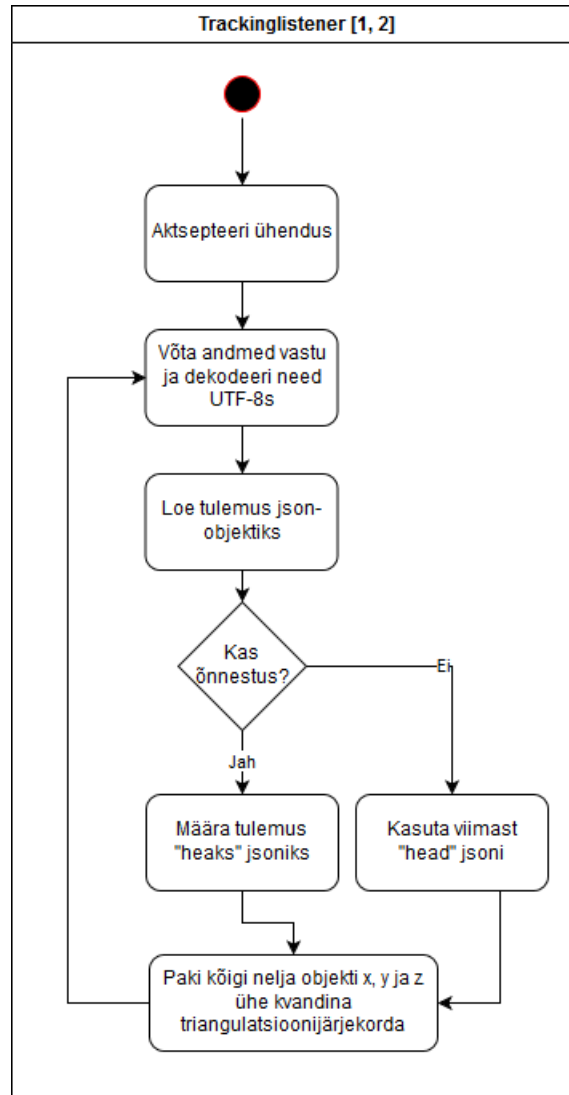 Trackinglistener [1, 2]
Aktsepteeri ühendus
Võta andmed vastu
ja dekodeeri need
UTF-8s
Loe tulemus json-
objektiks
Kas
õnnestus?
Ei
Jah
Määra tulemus
"heaks" jsoniks
Kasuta viimast
"head" jsoni
Paki kõigi nelja objekti x, y ja z
ühe kvandina
triangulatsioonijärjekorda